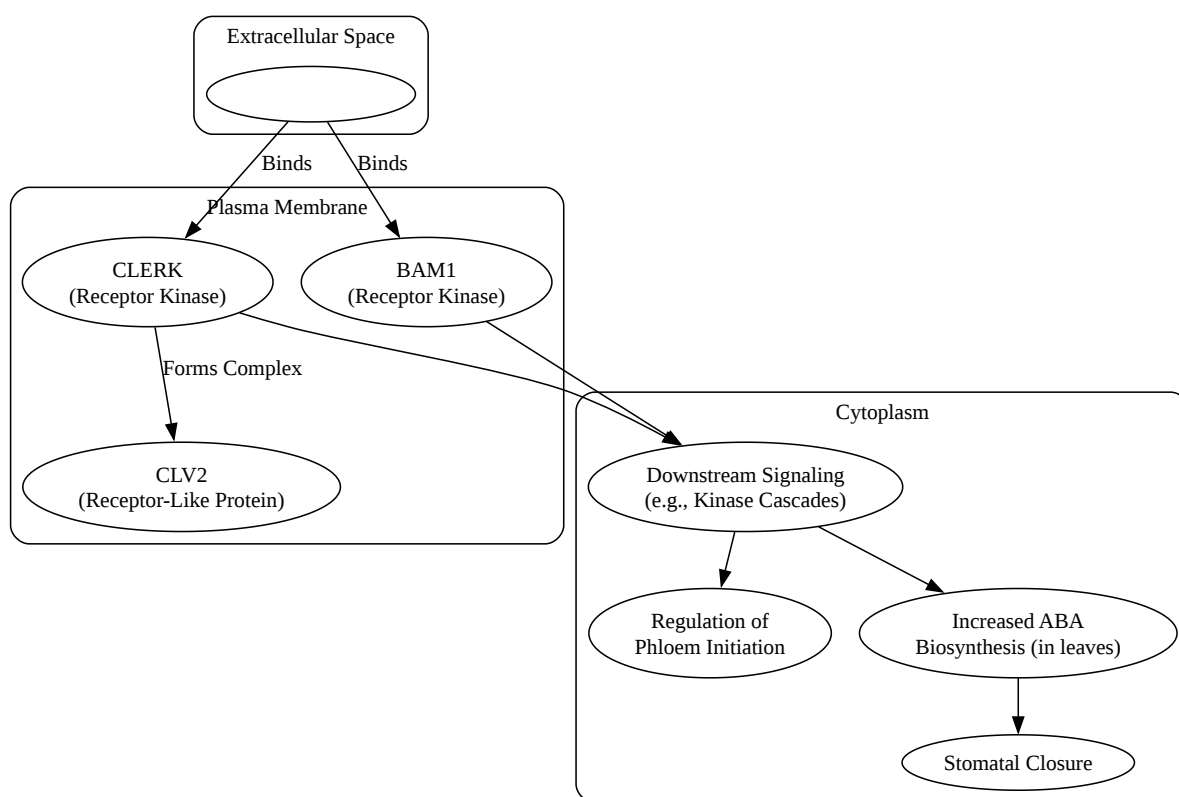 Extracellular Space
Binds
Binds
Plasma Membrane
CLERK
(Receptor Kinase)
BAM1
(Receptor Kinase)
Forms Complex
CLV2
(Receptor-Like Protein)
Cytoplasm
Downstream Signaling
(e.g., Kinase Cascades)
Regulation of
Phloem Initiation
Increased ABA
Biosynthesis (in leaves)
Stomatal Closure